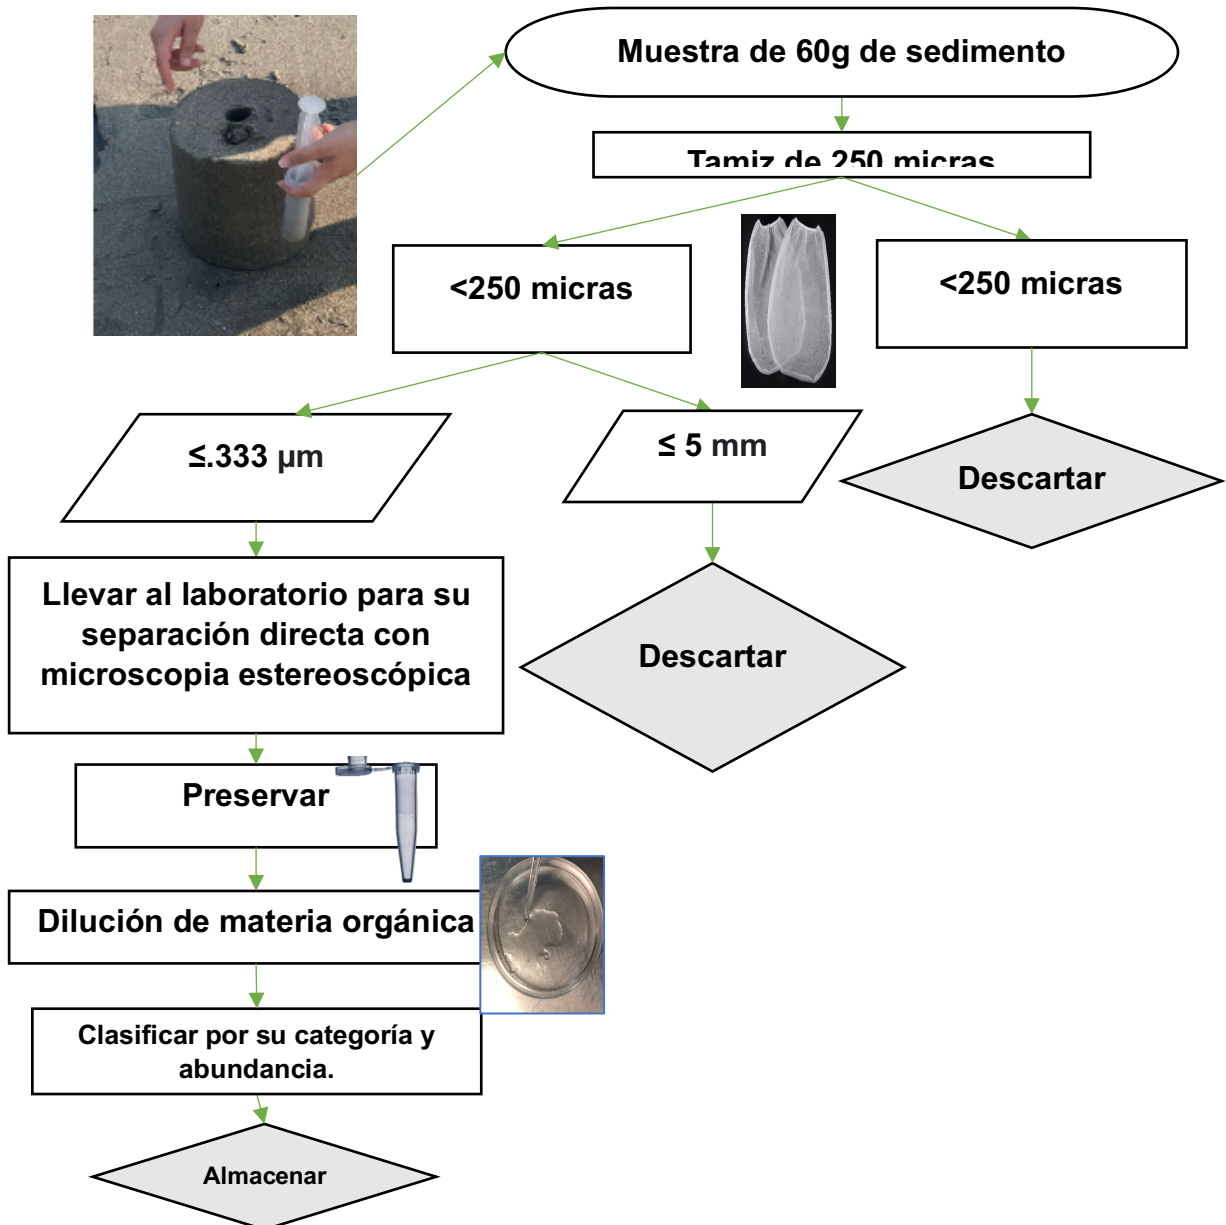 Muestra de 60g de sedimento
Tamiz de 250 micras
<250 micras
<250 micras
≤.333 µm
≤ 5 mm
Descartar
Llevar al laboratorio para su
separación directa con
microscopia estereoscópica
Descartar
Preservar
Dilución de materia orgánica
Clasificar por su categoría y
abundancia.
Almacenar